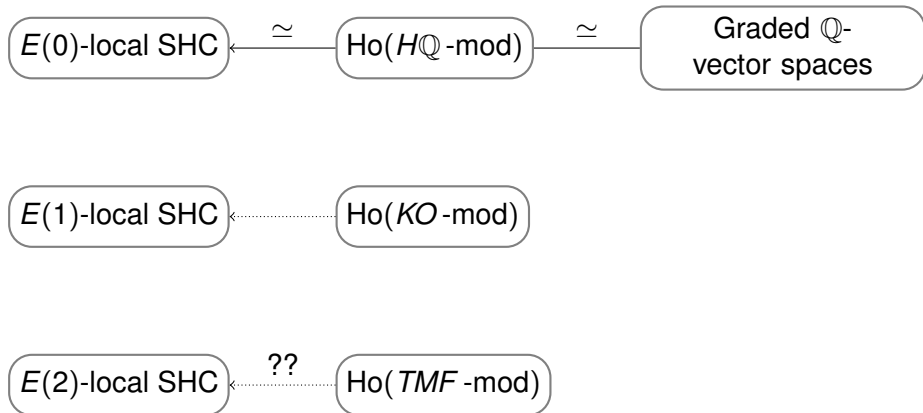 E(0)-local SHC ≃ Ho(Hℚ-mod) ≃ Graded ℚ-
vector spaces
E(1)-local SHC Ho(KO-mod)
E(2)-local SHC ?? Ho(TMF-mod)